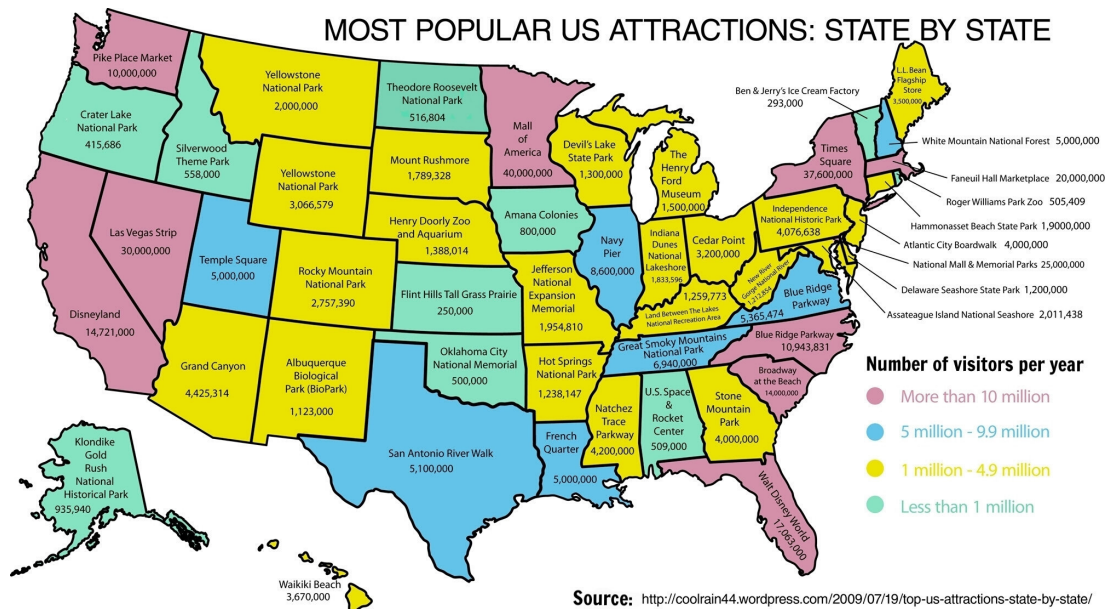 MOST POPULAR US ATTRACTIONS: STATE BY STATE
Pike Place Market
10,000,000
Crater Lake
National Park
415,686
Silverwood
Theme Park
558,000
Yellowstone
National Park
2,000,000
Theodore Roosevelt
National Park
516,804
Mall
of
America
40,000,000
Devil's Lake
State Park
1,300,000
The
Henry
Ford
Museum
1,500,000
Ben & Jerry's Ice Cream Factory
293,000
L.L. Bean
Flagship
Store
3,500,000
White Mountain National Forest 5,000,000
Times
Square
37,600,000
Faneuil Hall Marketplace 20,000,000
Roger Williams Park Zoo 505,409
Hammonasset Beach State Park 1,9000,000
Atlantic City Boardwalk 4,000,000
National Mall & Memorial Parks 25,000,000
Delaware Seashore State Park 1,200,000
Assateague Island National Seashore 2,011,438
Yellowstone
National Park
3,066,579
Mount Rushmore
1,789,328
Henry Doorly Zoo
and Aquarium
1,388,014
Amana Colonies
800,000
Navy
Pier
8,600,000
Indiana
Dunes
National
Lakeshore
1,833,596
Cedar Point
3,200,000
Independence
National Historic Park
4,076,638
New River
Gorge National River
1,212,854
Blue Ridge
Parkway
5,365,474
Disneyland
14,721,000
Las Vegas Strip
30,000,000
Temple Square
5,000,000
Rocky Mountain
National Park
2,757,390
Flint Hills Tall Grass Prairie
250,000
Jefferson
National
Expansion
Memorial
1,954,810
1,259,773
Land Between The Lakes
National Recreation Area
Great Smoky Mountains
National Park
6,940,000
Blue Ridge Parkway
10,943,831
Broadway
at the Beach
14,000,000
Grand Canyon
4,425,314
Albuquerque
Biological
Park (BioPark)
1,123,000
Oklahoma City
National Memorial
500,000
Hot Springs
National Park
1,238,147
Natchez
Trace
Parkway
4,200,000
U.S. Space
&
Rocket
Center
509,000
Stone
Mountain
Park
4,000,000
San Antonio River Walk
5,100,000
French
Quarter
5,000,000
Walt Disney World
17,063,000
Klondike
Gold
Rush
National
Historical Park
935,940
Waikiki Beach
3,670,000
Number of visitors per year
More than 10 million
5 million - 9.9 million
1 million - 4.9 million
Less than 1 million
Source: http://coolrain44.wordpress.com/2009/07/19/top-us-attractions-state-by-state/